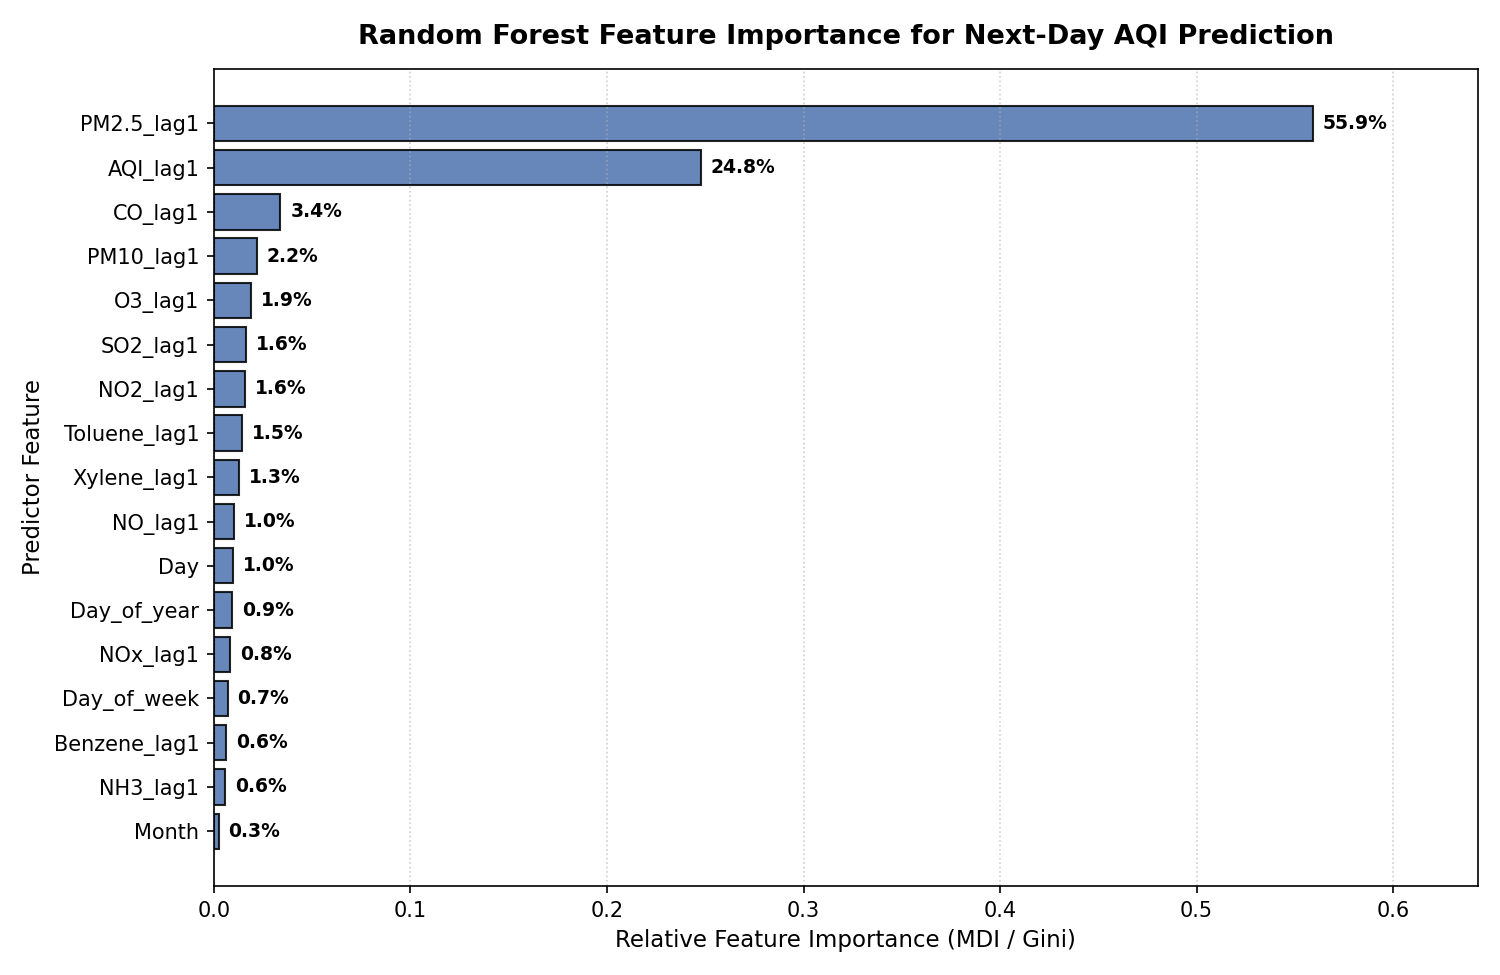 Random Forest Feature Importance for Next-Day AQI Prediction
Predictor Feature
PM2.5_lag1 55.9%
AQI_lag1 24.8%
CO_lag1 3.4%
PM10_lag1 2.2%
O3_lag1 1.9%
SO2_lag1 1.6%
NO2_lag1 1.6%
Toluene_lag1 1.5%
Xylene_lag1 1.3%
NO_lag1 1.0%
Day 1.0%
Day_of_year 0.9%
NOx_lag1 0.8%
Day_of_week 0.7%
Benzene_lag1 0.6%
NH3_lag1 0.6%
Month 0.3%
0.0 0.1 0.2 0.3 0.4 0.5 0.6
Relative Feature Importance (MDI / Gini)